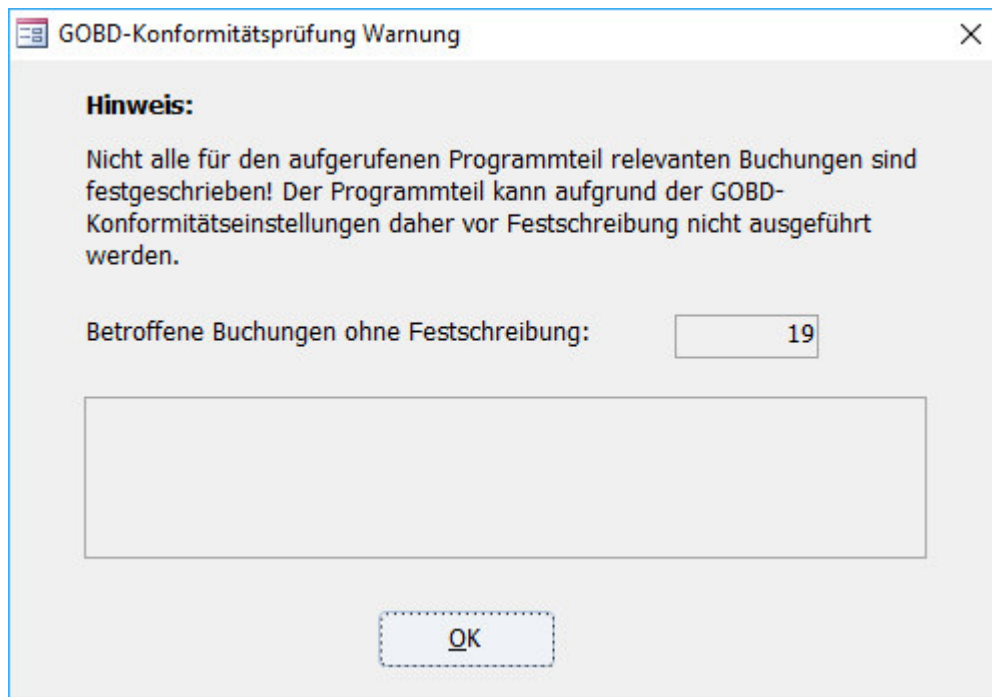 GOBD-Konformitätsprüfung Warnung
Hinweis:
Nicht alle für den aufgerufenen Programmteil relevanten Buchungen sind
festgeschrieben! Der Programmteil kann aufgrund der GOBD-
Konformitätseinstellungen daher vor Festschreibung nicht ausgeführt
werden.
Betroffene Buchungen ohne Festschreibung: 19
OK